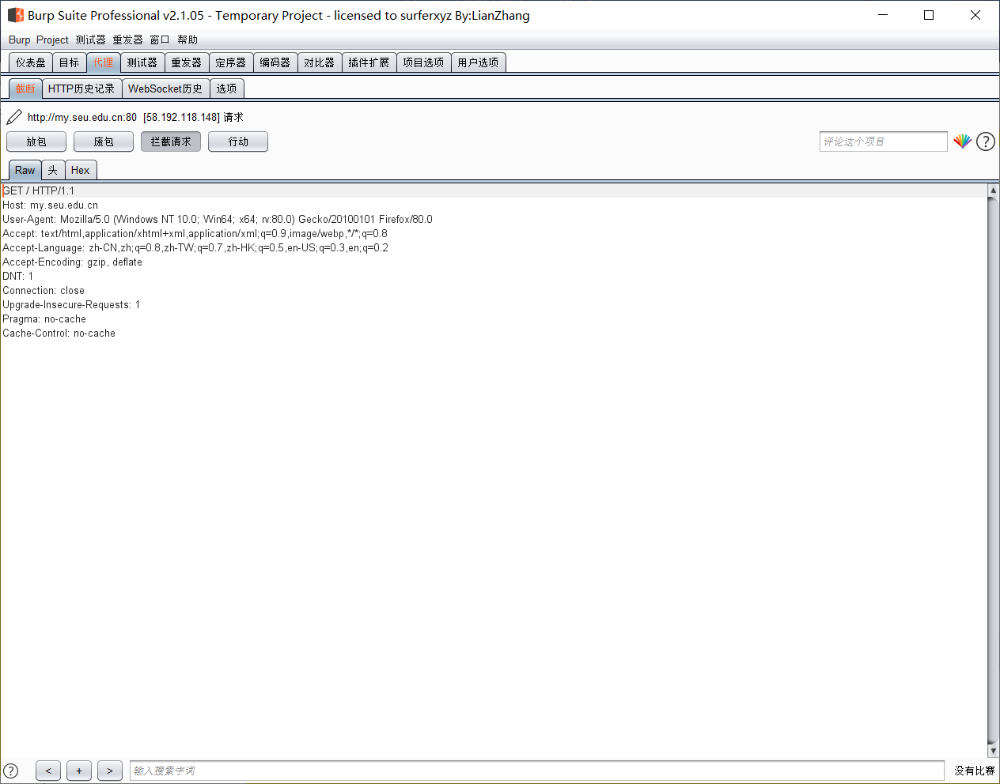 Burp Suite Professional v2.1.05 - Temporary Project - licensed to surferxyz By:LianZhang
Burp Project 测试器 重发器 窗口 帮助
仪表盘 目标 代理 测试器 重发器 定序器 编码器 对比器 插件扩展 项目选项 用户选项
截断 HTTP历史记录 WebSocket历史 选项
http://my.seu.edu.cn:80 [58.192.118.148] 请求
放包 废包 拦截请求 行动 评论这个项目 ?
Raw 头 Hex
GET / HTTP/1.1
Host: my.seu.edu.cn
User-Agent: Mozilla/5.0 (Windows NT 10.0; Win64; x64; rv:80.0) Gecko/20100101 Firefox/80.0
Accept: text/html,application/xhtml+xml,application/xml;q=0.9,image/webp,*/*;q=0.8
Accept-Language: zh-CN,zh;q=0.8,zh-TW;q=0.7,zh-HK;q=0.5,en-US;q=0.3,en;q=0.2
Accept-Encoding: gzip, deflate
DNT: 1
Connection: close
Upgrade-Insecure-Requests: 1
Pragma: no-cache
Cache-Control: no-cache
? < + > 输入搜索字词 没有比赛